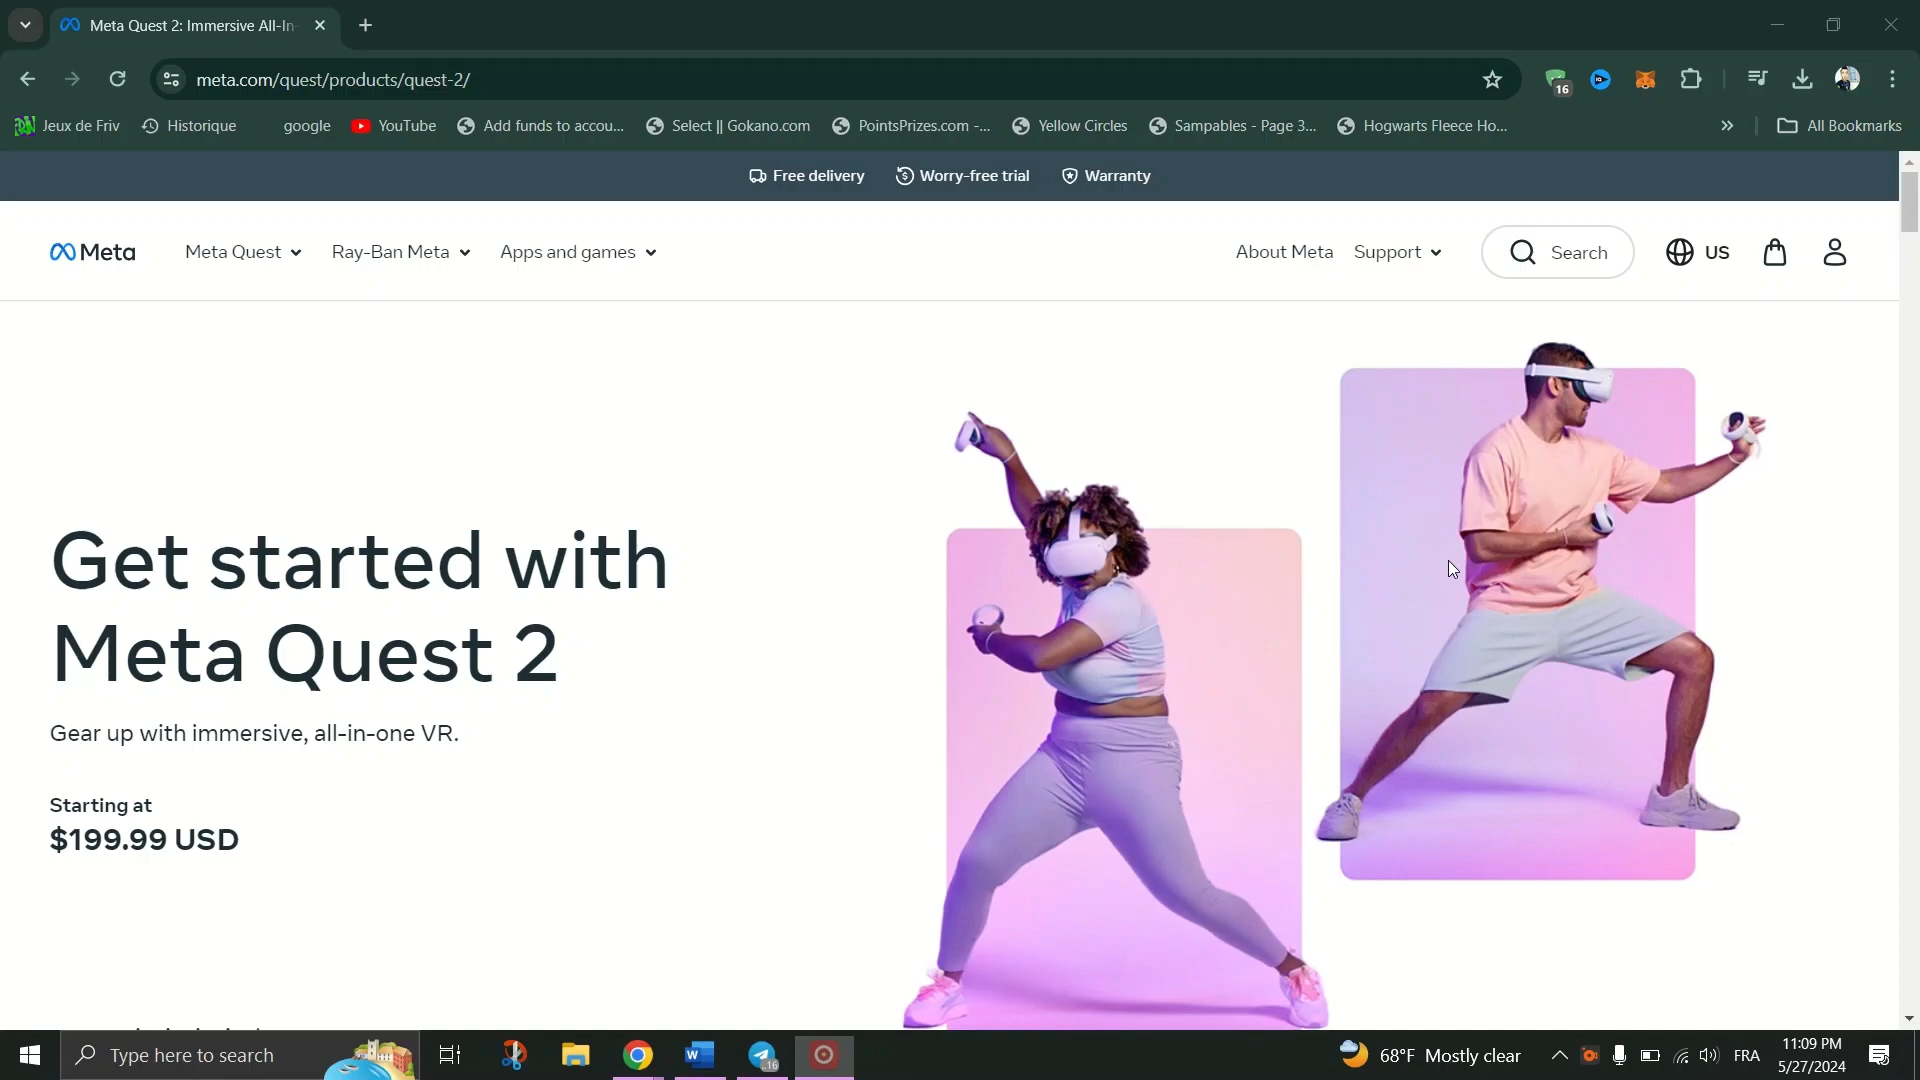 Meta Quest 2: Immersive All-In-
meta.com/quest/products/quest-2/
16
Jeux de Friv
Historique
google
YouTube
Add funds to accou...
Select || Gokano.com
PointsPrizes.com -...
Yellow Circles
Sampables - Page 3...
Hogwarts Fleece Ho...
All Bookmarks
Free delivery
Worry-free trial
Warranty
Meta
Meta Quest
Ray-Ban Meta
Apps and games
About Meta
Support
Search
US
Get started with
Meta Quest 2
Gear up with immersive, all-in-one VR.
Starting at
$199.99 USD
Type here to search
..16
68°F Mostly clear
FRA
11:09 PM
5/27/2024